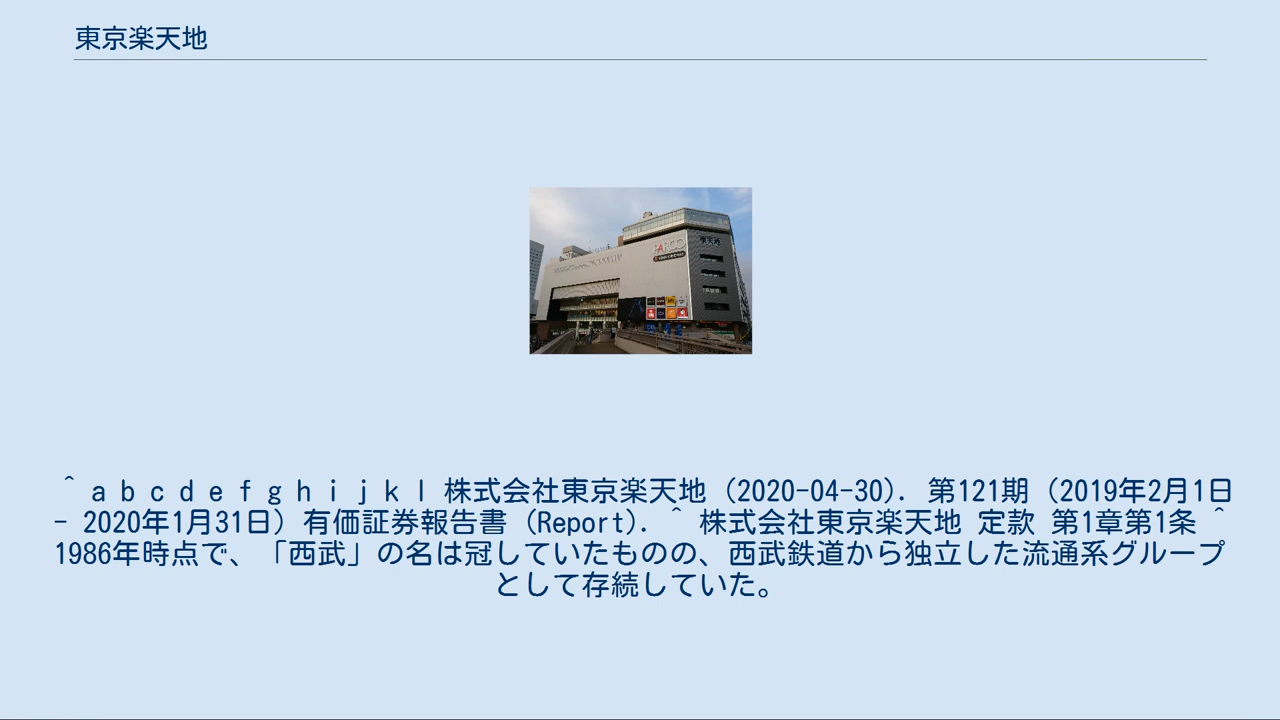 東京楽天地
PARCO
楽天地
^ a b c d e f g h i j k l 株式会社東京楽天地 (2020-04-30). 第121期 (2019年2月1日
- 2020年1月31日) 有価証券報告書 (Report). ^ 株式会社東京楽天地 定款 第1章第1条 ^
1986年時点で、「西武」の名は冠していたものの、西武鉄道から独立した流通系グループ
として存続していた。